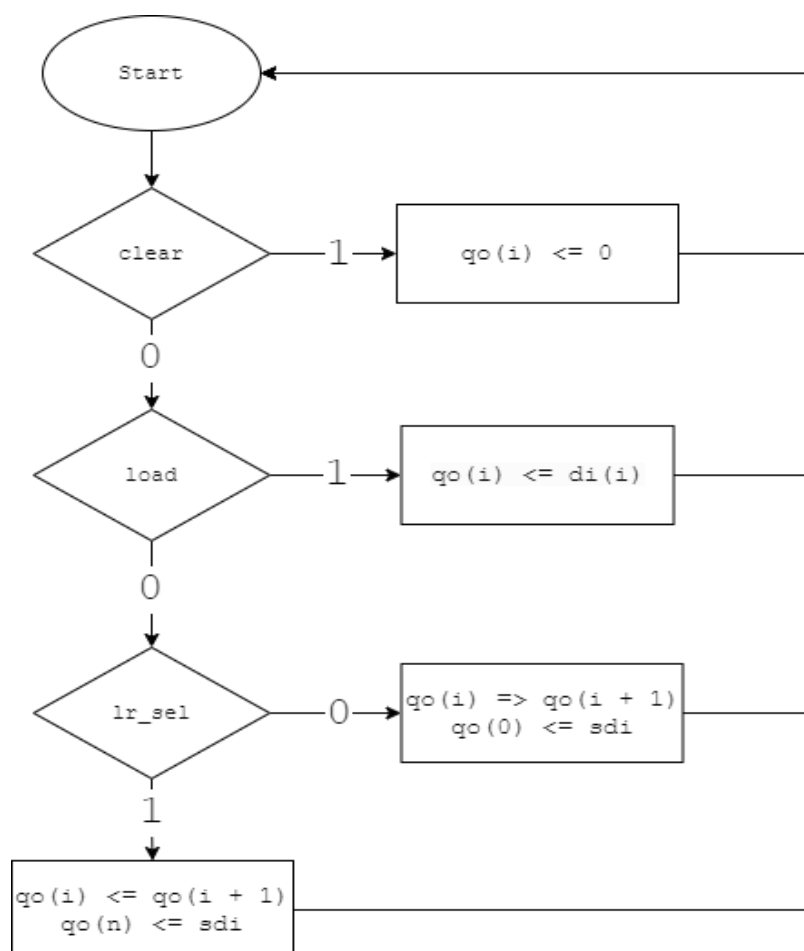 Start
clear
1
qo(i) <= 0
0
load
1
qo(i) <= di(i)
0
lr_sel
0
qo(i) => qo(i + 1)
qo(0) <= sdi
1
qo(i) <= qo(i + 1)
qo(n) <= sdi